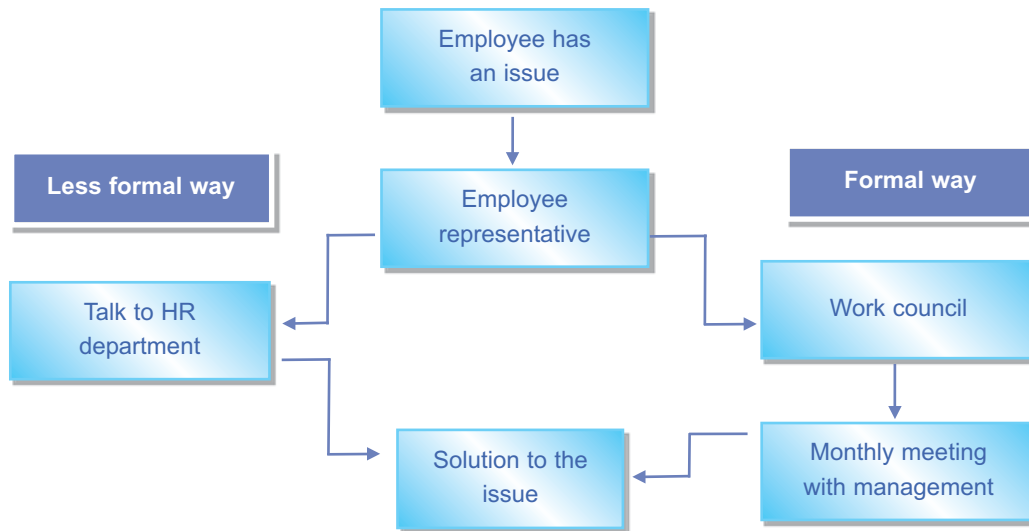 Employee has
an issue
Less formal way
Formal way
Employee
representative
Talk to HR
department
Work council
Solution to the
issue
Monthly meeting
with management